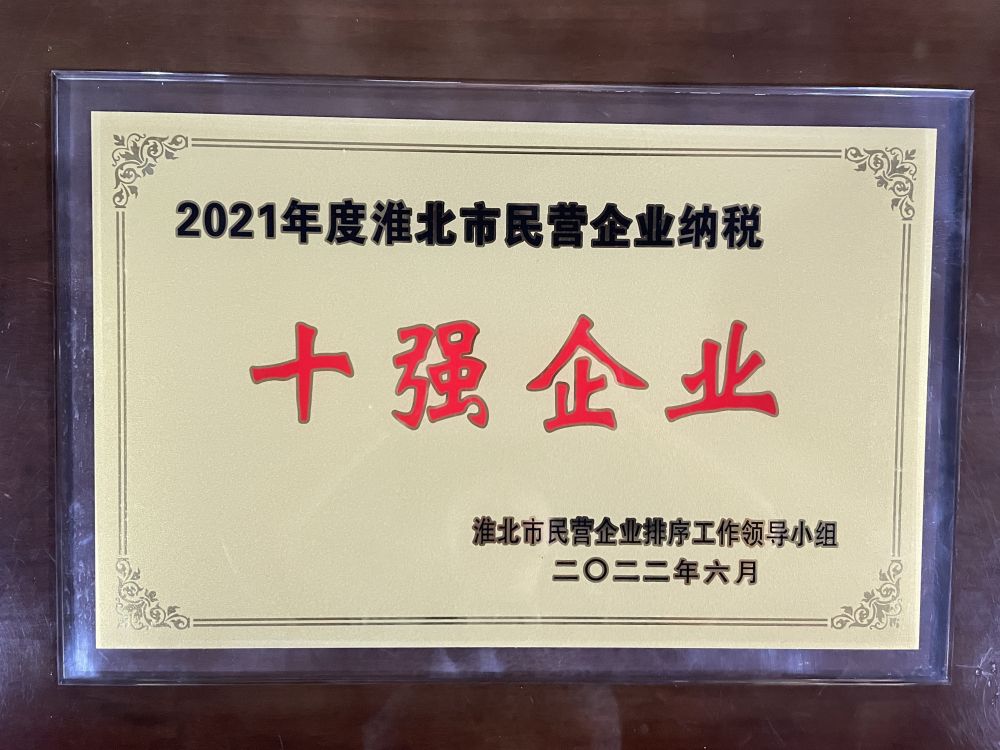 2021年度淮北市民营企业纳税
十强企业
淮北市民营企业排序工作领导小组
二〇二二年六月